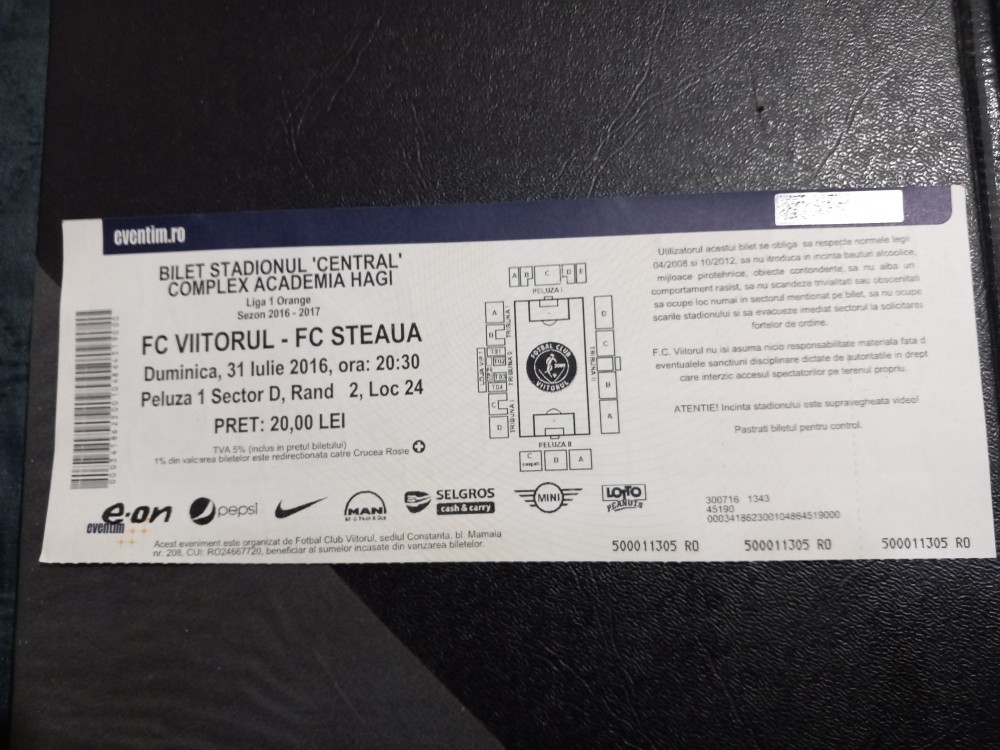 eventim.ro
BILET STADIONUL 'CENTRAL'
COMPLEX ACADEMIA HAGI
Liga 1 Orange
Sezon 2016 - 2017
FC VIITORUL - FC STEAUA
Duminica, 31 Iulie 2016, ora: 20:30
Peluza 1 Sector D, Rand 2, Loc 24
PRET: 20,00 LEI
TVA 5% (inclus in pretul biletului)
1% din valoarea biletelor este redirectionata catre Crucea Rosie
A B C D E
PELUZA I
A
D
TRIBUNA I
C
D
D
C
B
A
TRIBUNA II
FOTBAL CLUB
2009
VIITORUL
PELUZA II
C B A
Utilizatorul acestui bilet se obliga sa respecte normele legii
04/2008 si 10/2012, sa nu itroduca in incinta bauturi alcoolice,
mijloace pirotehnice, obiecte contondente, sa nu aiba un
comportament rasist, sa nu scandeze trivialitati sau obscenitati
sa ocupe loc numai in sectorul mentionat pe bilet, sa nu ocupe
scarile stadionului si sa evacueze imediat sectorul la solicitarea
fortelor de ordine.
F.C. Viitorul nu isi asuma nicio responsabilitate materiala fata d
eventualele sanctiuni disciplinare dictate de autoritatile in drept
care interzic accesul spectatorilor pe terenul propriu.
ATENTIE! Incinta stadionului este supravegheata video!
Pastrati biletul pentru control.
e-on
pepsi
MAN
SELGROS
cash & carry
MINI
LOTTO
PEANUTS
eventim
Acest eveniment este organizat de Fotbal Club Viitorul, sediul Constanta, bl. Mamaia
nr. 208, CUI: RO24667720, beneficiar al sumelor incasate din vanzarea biletelor.
300716 1343
45190
000341862300104864519000
500011305 RO 500011305 RO 500011305 RO